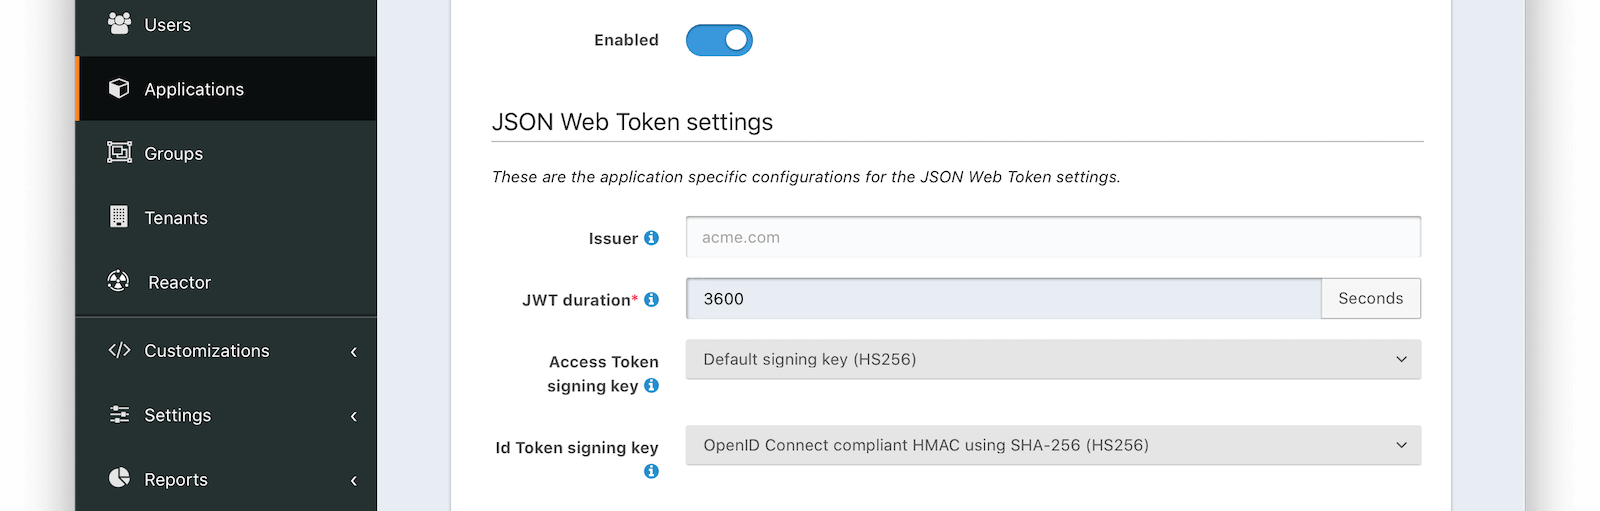 Users
Applications
Groups
Tenants
Reactor
Customizations
Settings
Reports
Enabled
JSON Web Token settings
These are the application specific configurations for the JSON Web Token settings.
Issuer
acme.com
JWT duration*
3600
Seconds
Access Token
signing key
Default signing key (HS256)
Id Token signing key
OpenID Connect compliant HMAC using SHA-256 (HS256)